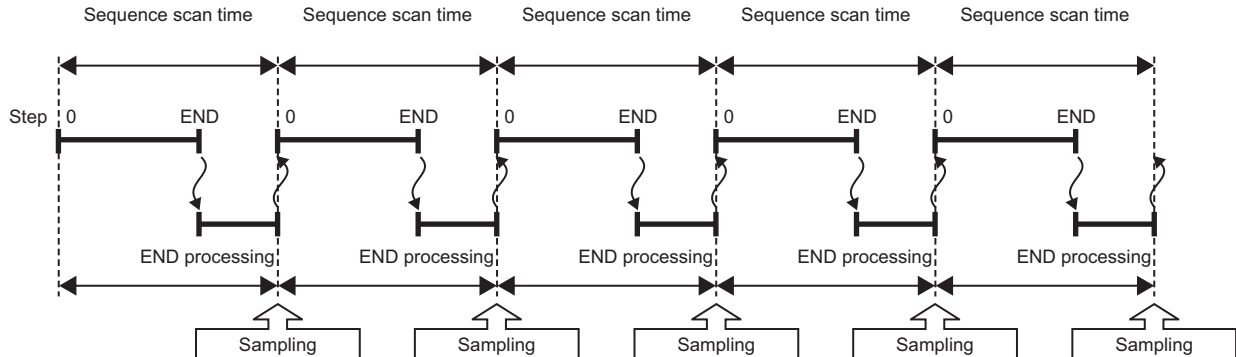 Sequence scan time Sequence scan time Sequence scan time Sequence scan time Sequence scan time
Step 0 END 0 END 0 END 0 END 0 END
END processing END processing END processing END processing END processing
Sampling Sampling Sampling Sampling Sampling